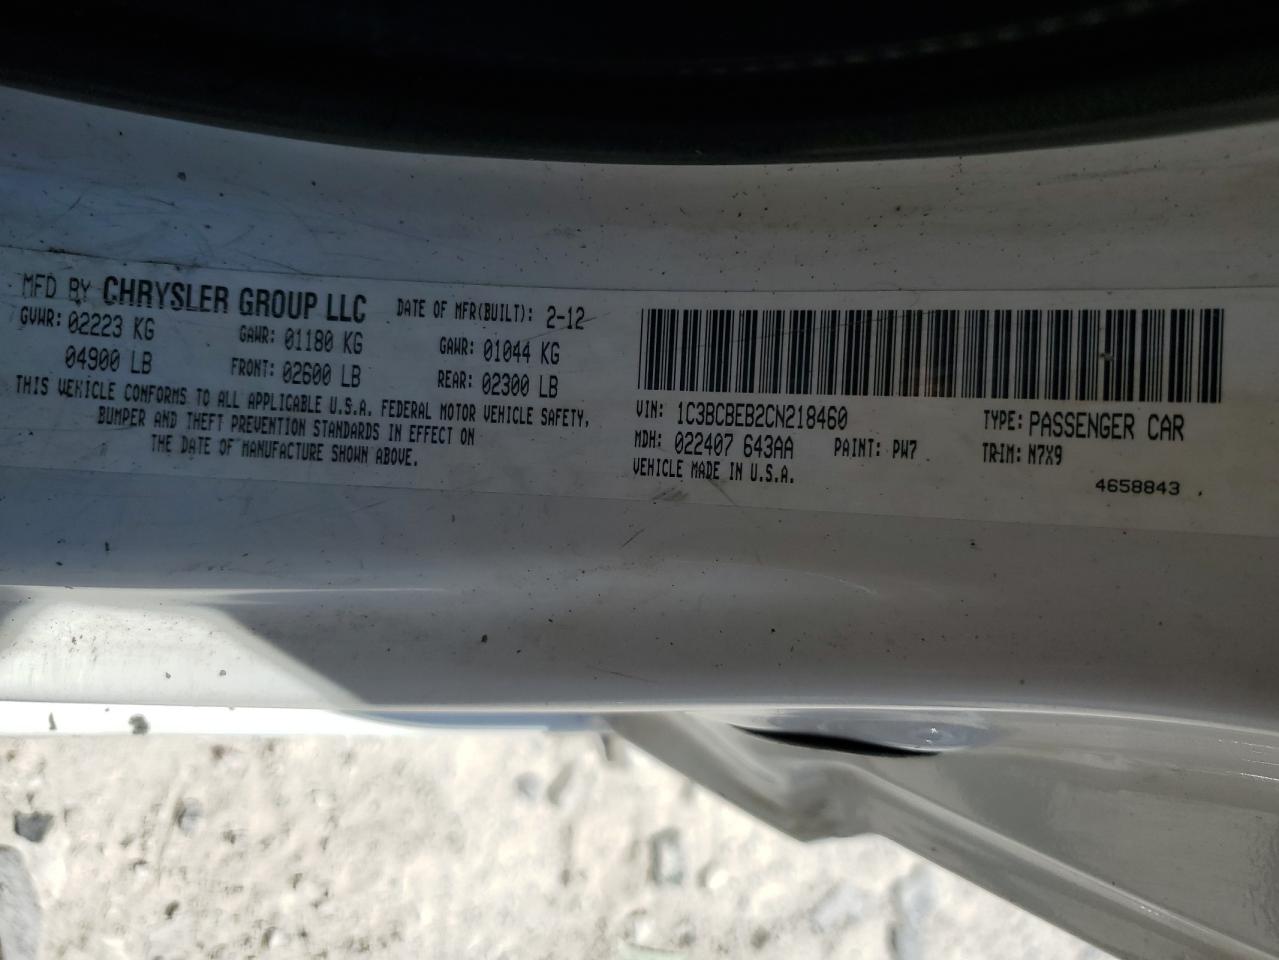 MFD BY CHRYSLER GROUP LLC DATE OF MFR(BUILT): 2-12
GVWR: 02223 KG GAWR: 01180 KG GAWR: 01044 KG
04900 LB FRONT: 02600 LB REAR: 02300 LB
THIS VEHICLE CONFORMS TO ALL APPLICABLE U.S.A. FEDERAL MOTOR VEHICLE SAFETY,
BUMPER AND THEFT PREVENTION STANDARDS IN EFFECT ON
THE DATE OF MANUFACTURE SHOWN ABOVE.
VIN: 1C3BCBEB2CN218460 TYPE: PASSENGER CAR
MDH: 022407 643AA PAINT: PW7 TRIM: N7X9
VEHICLE MADE IN U.S.A.
4658843